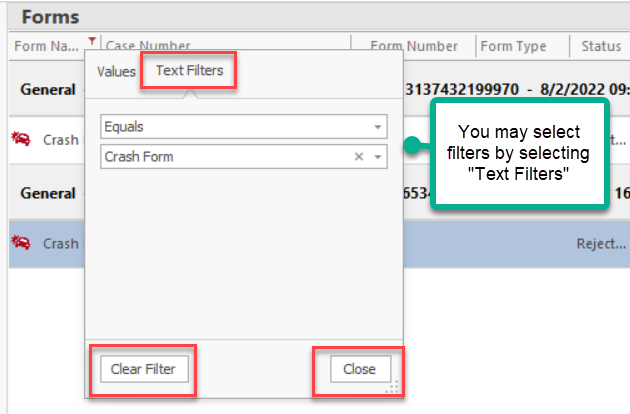 Forms
Form Na... Case Number Form Number Form Type Status
Values Text Filters
General 3137432199970 - 8/2/2022 09:
Equals
Crash Form
Crash
You may select
filters by selecting
"Text Filters"
General 16
Crash Reject...
Clear Filter Close